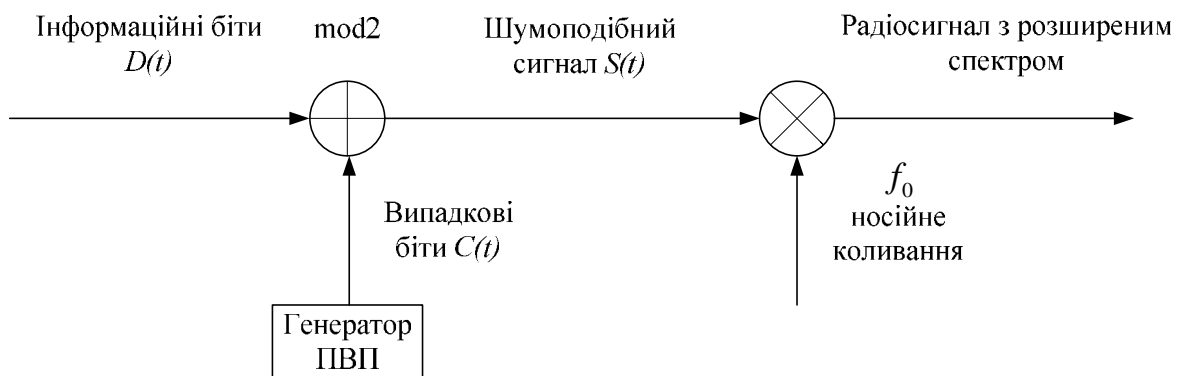 Інформаційні біти
D(t)
mod2
Шумоподібний
сигнал S(t)
Радіосигнал з розширеним
спектром
Випадкові
біти C(t)
f₀
носійне
коливання
Генератор
ПВП